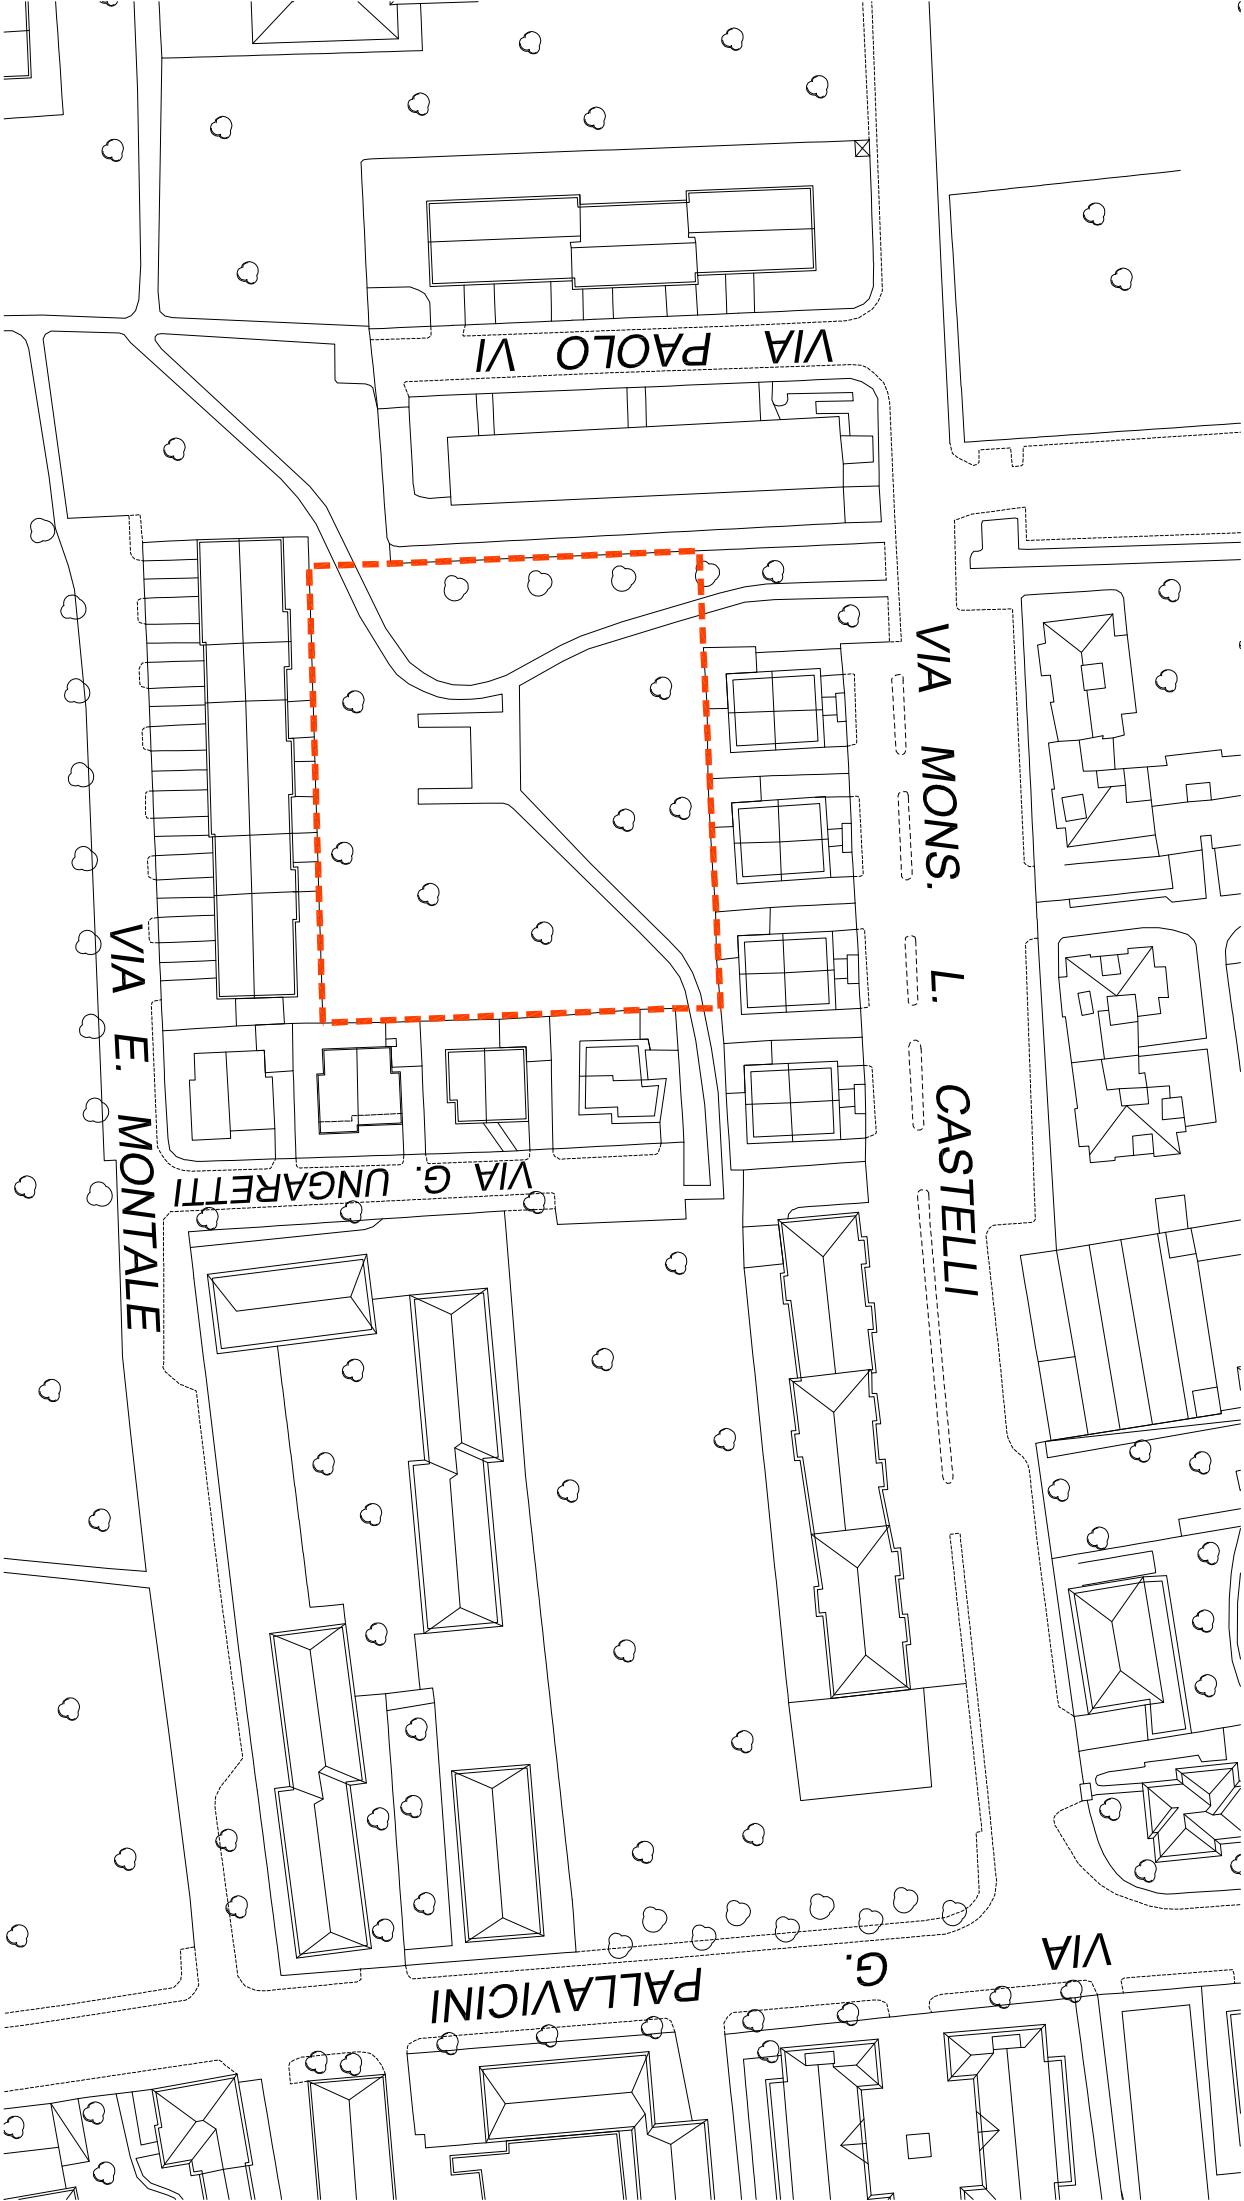 VIA PAOLO VI
VIA MONS. L. CASTELLI
VIA E. MONTALE
VIA G. UNGARETTI
VIA G. PALLAVICINI